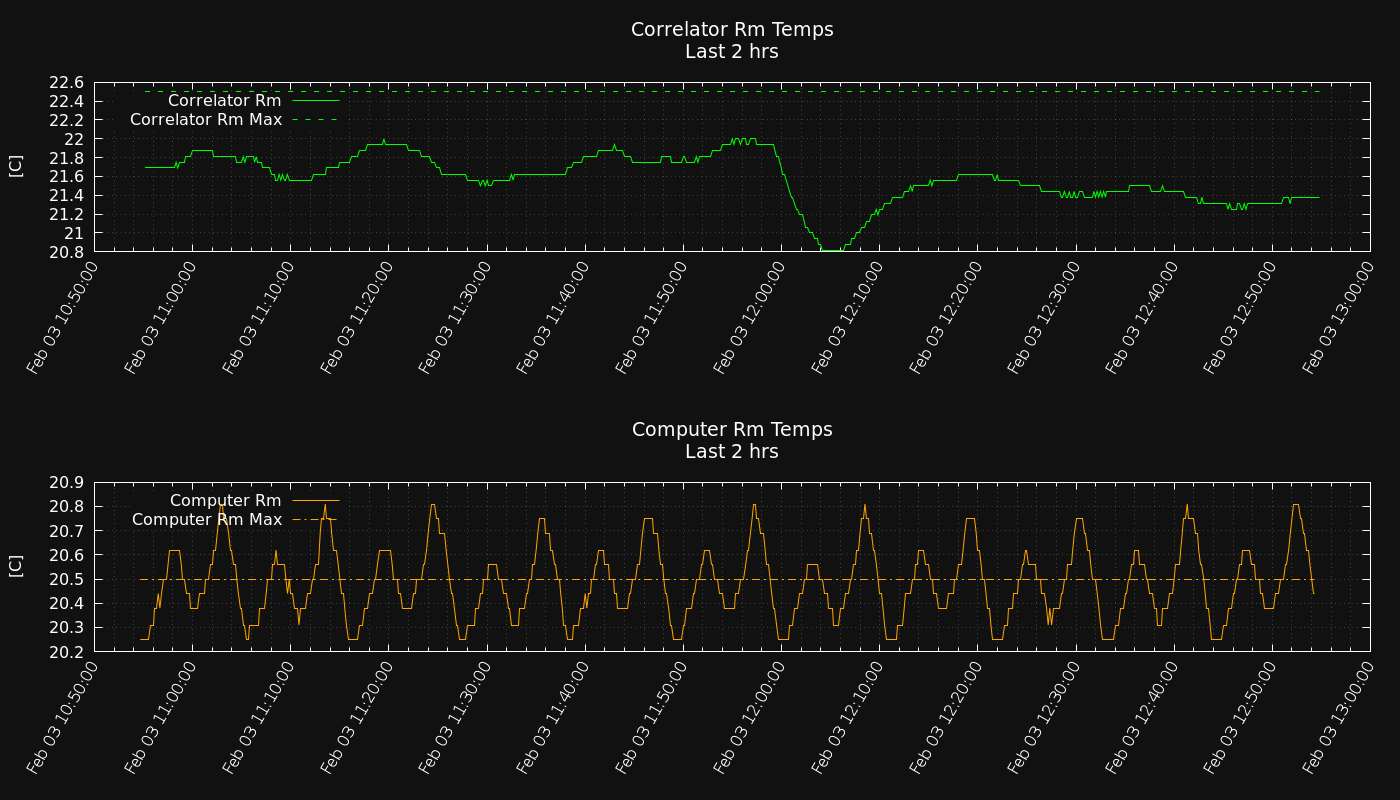 Correlator Rm Temps
Last 2 hrs
[C]
22.6
22.4
22.2
22
21.8
21.6
21.4
21.2
21
20.8
Correlator Rm
Correlator Rm Max
Feb 03 10:50:00
Feb 03 11:00:00
Feb 03 11:10:00
Feb 03 11:20:00
Feb 03 11:30:00
Feb 03 11:40:00
Feb 03 11:50:00
Feb 03 12:00:00
Feb 03 12:10:00
Feb 03 12:20:00
Feb 03 12:30:00
Feb 03 12:40:00
Feb 03 12:50:00
Feb 03 13:00:00
Computer Rm Temps
Last 2 hrs
[C]
20.9
20.8
20.7
20.6
20.5
20.4
20.3
20.2
Computer Rm
Computer Rm Max
Feb 03 10:50:00
Feb 03 11:00:00
Feb 03 11:10:00
Feb 03 11:20:00
Feb 03 11:30:00
Feb 03 11:40:00
Feb 03 11:50:00
Feb 03 12:00:00
Feb 03 12:10:00
Feb 03 12:20:00
Feb 03 12:30:00
Feb 03 12:40:00
Feb 03 12:50:00
Feb 03 13:00:00